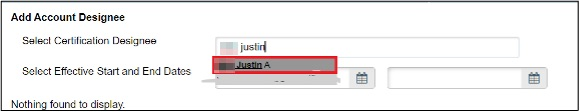 Add Account Designee
Select Certification Designee
justin
Justin A
Select Effective Start and End Dates
Nothing found to display.